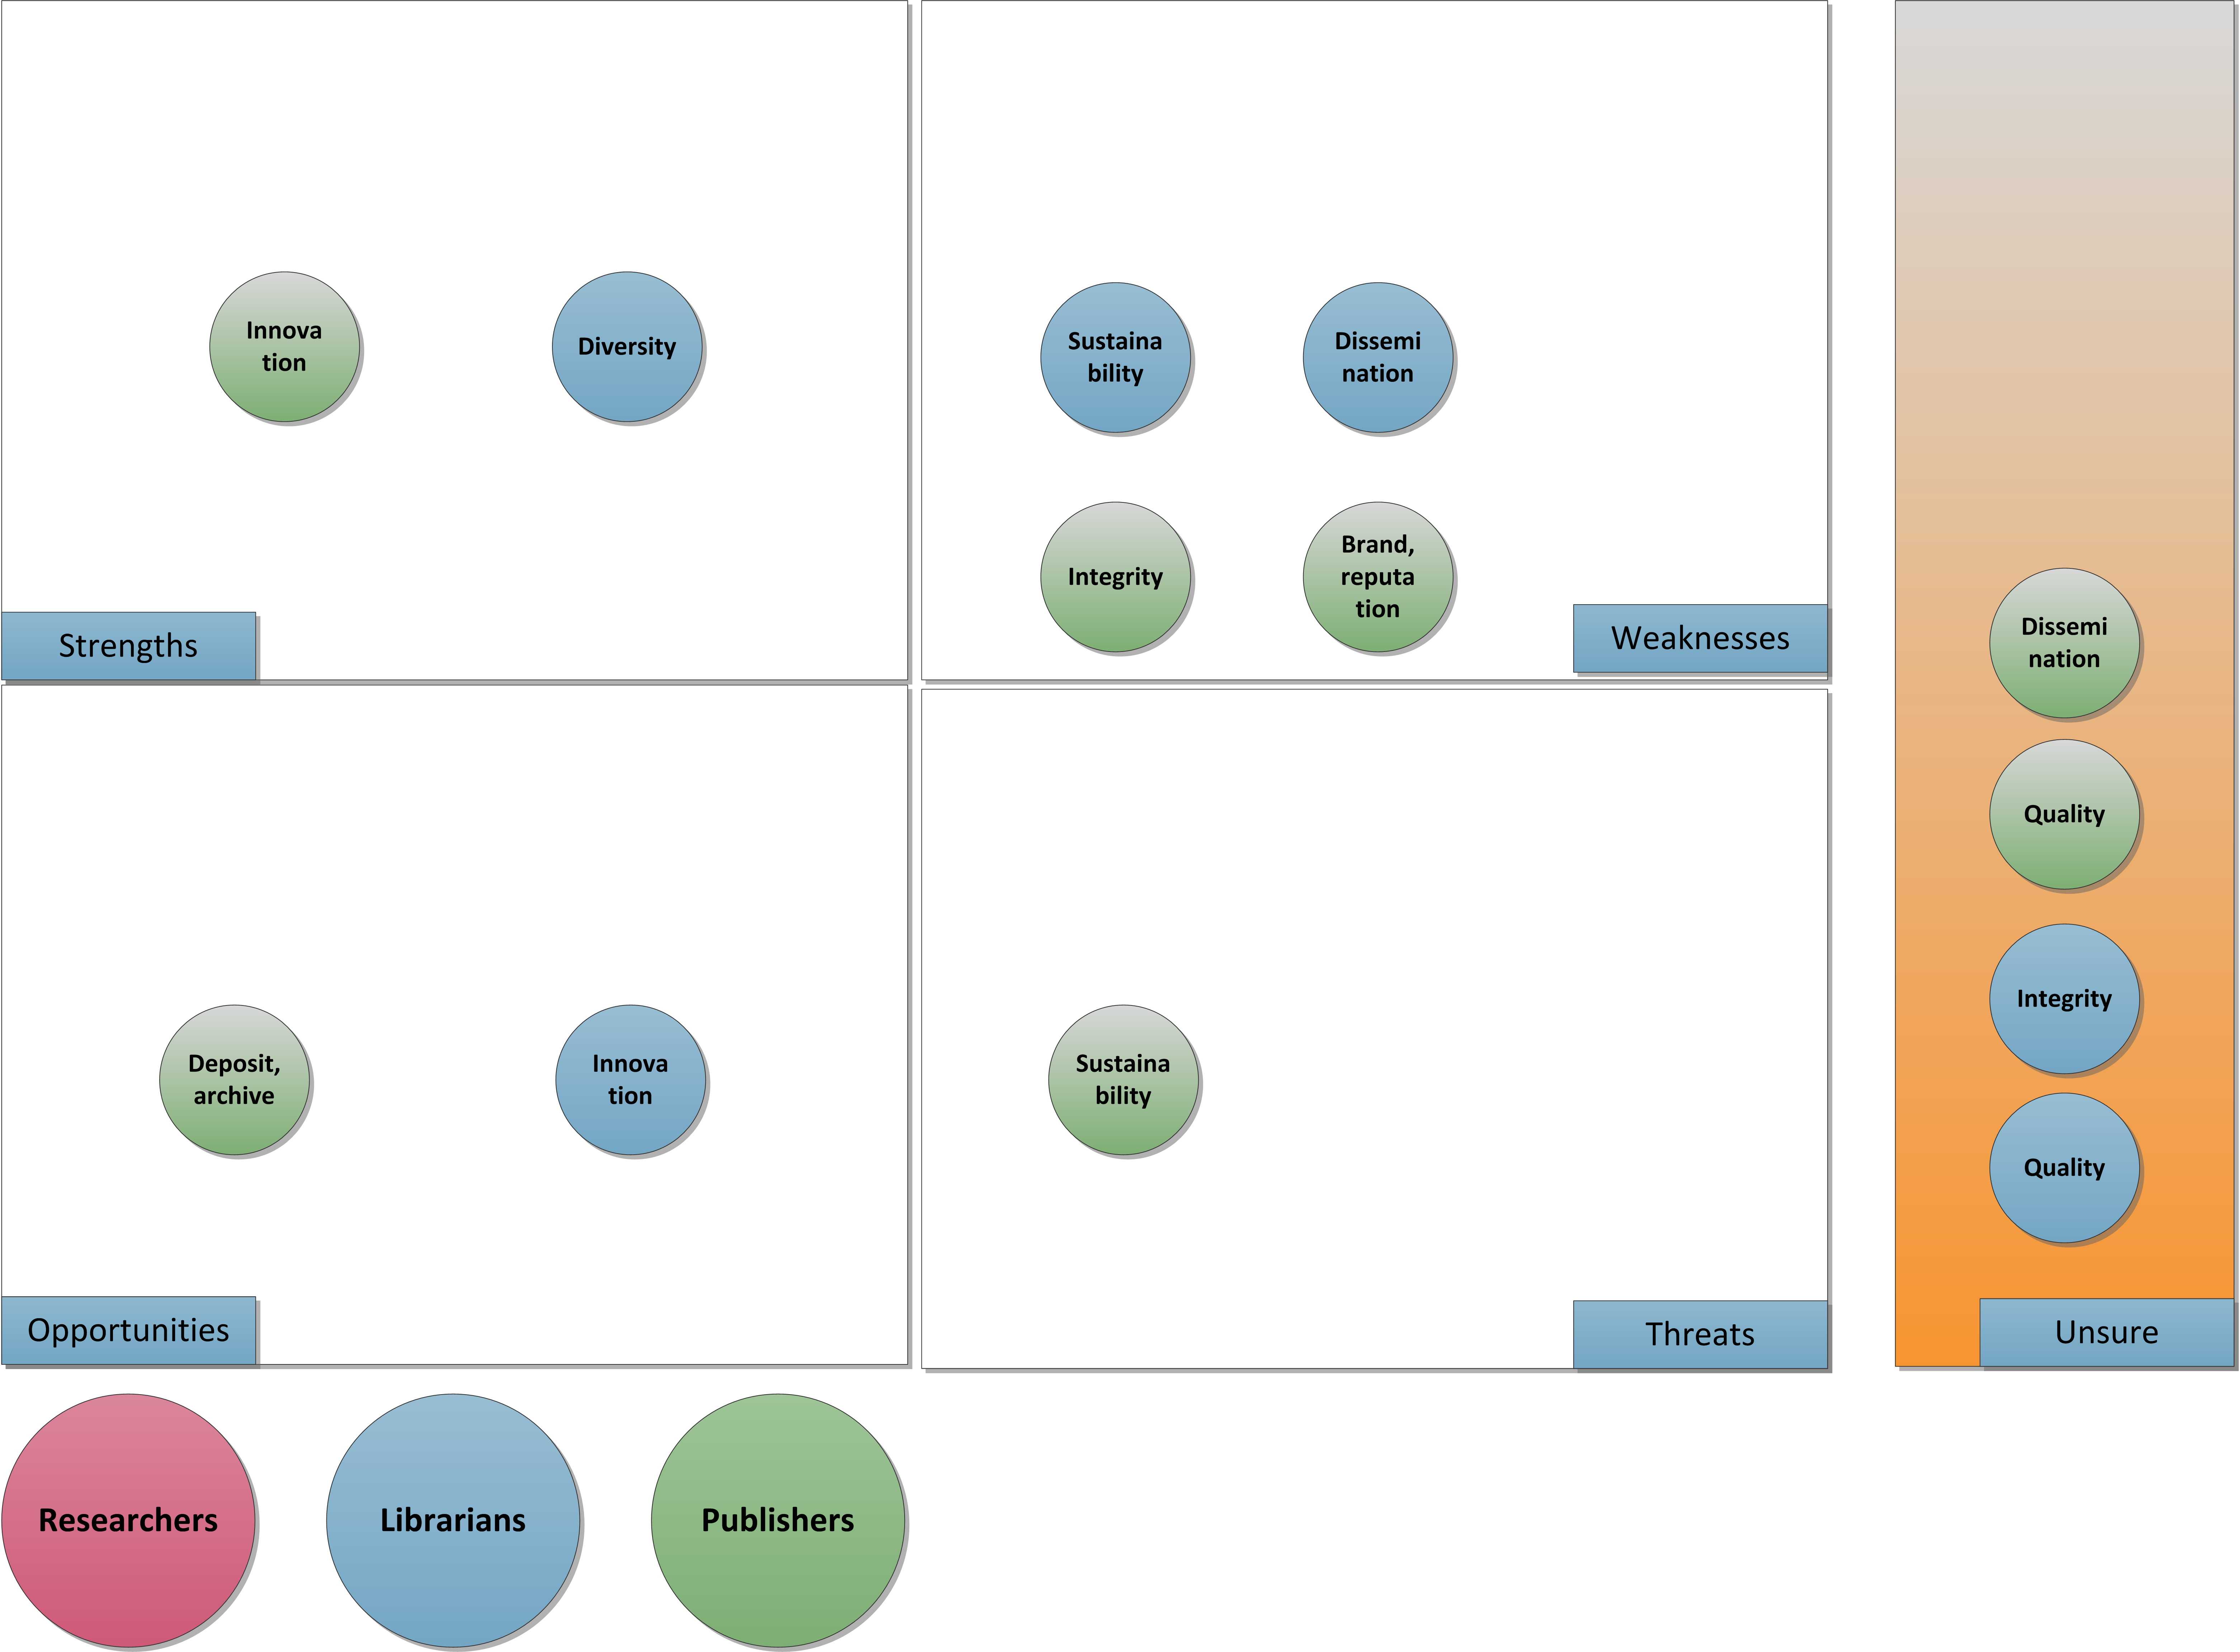 Innova
tion
Diversity
Strengths
Sustaina
bility
Dissemi
nation
Integrity
Brand,
reputa
tion
Weaknesses
Deposit,
archive
Innova
tion
Opportunities
Sustaina
bility
Threats
Dissemi
nation
Quality
Integrity
Quality
Unsure
Researchers
Librarians
Publishers